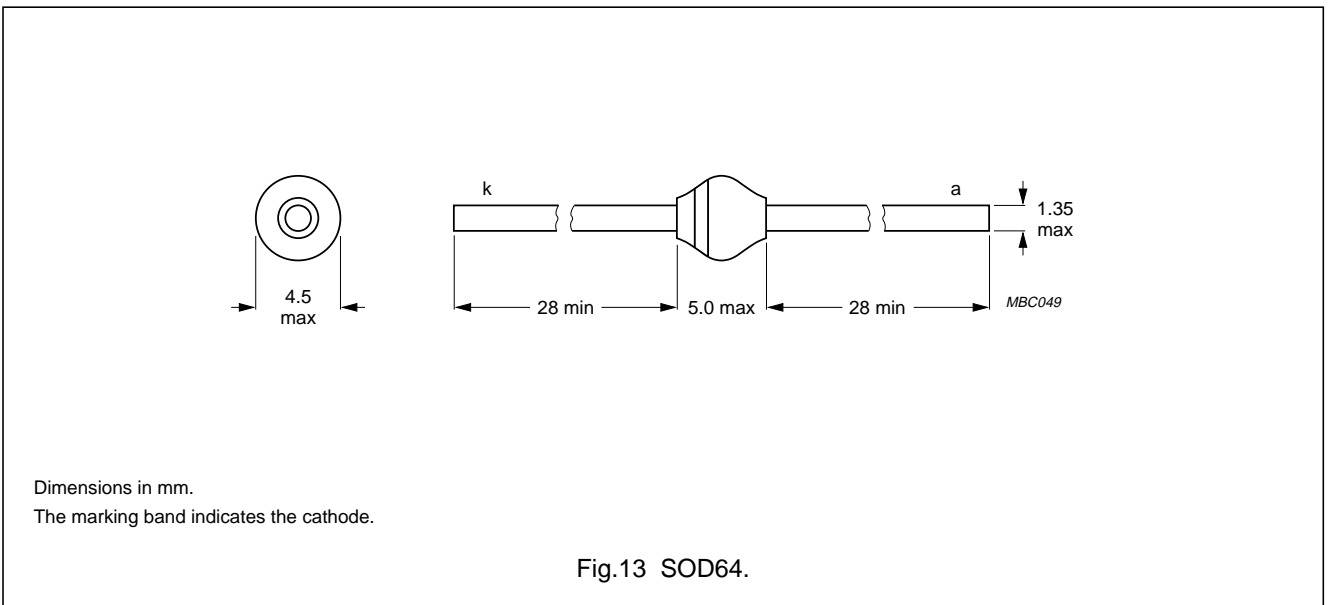 k
a
1.35
max
4.5
max
28 min
5.0 max
28 min
MBC049
Dimensions in mm.
The marking band indicates the cathode.
Fig.13 SOD64.